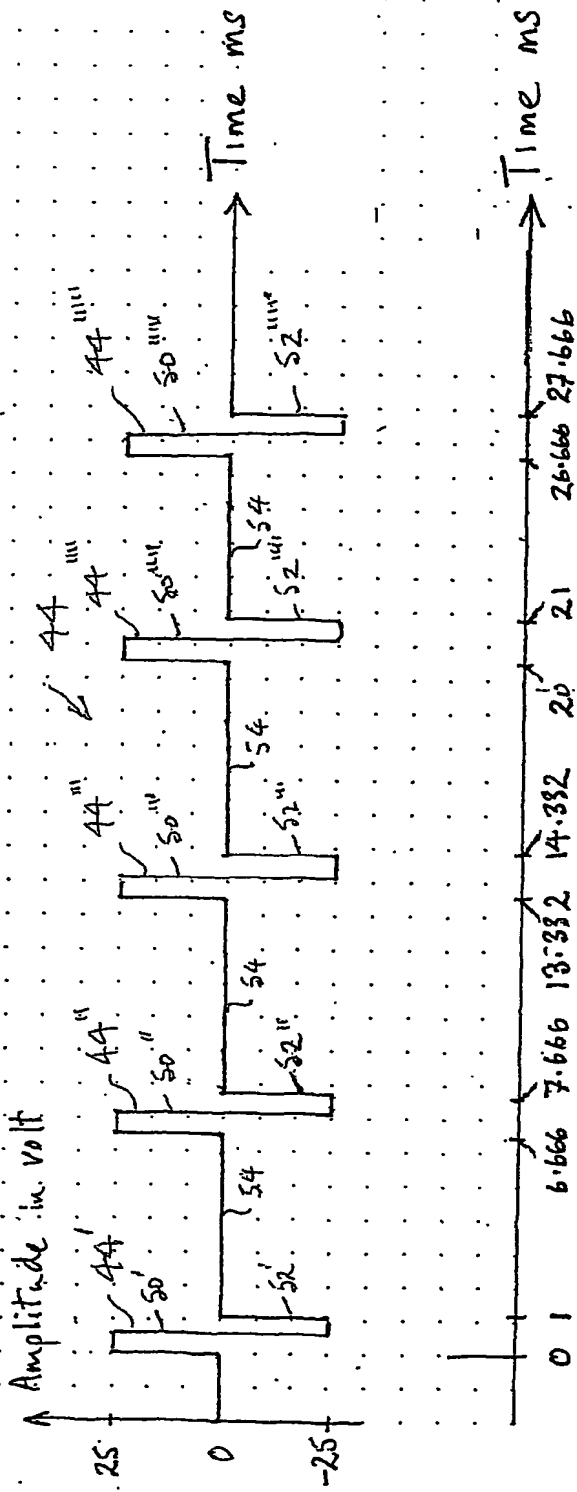 Amplitude in volt
44
44' 44'' 44''' 44'''' 44'''''
50' 50'' 50''' 50'''' 50'''''
25
0
-25
54 54 54 54
52' 52'' 52''' 52'''' 52'''''
Time ms
0 1 6.666 7.666 13.332 14.332 20 21 26.666 27.666
Time ms